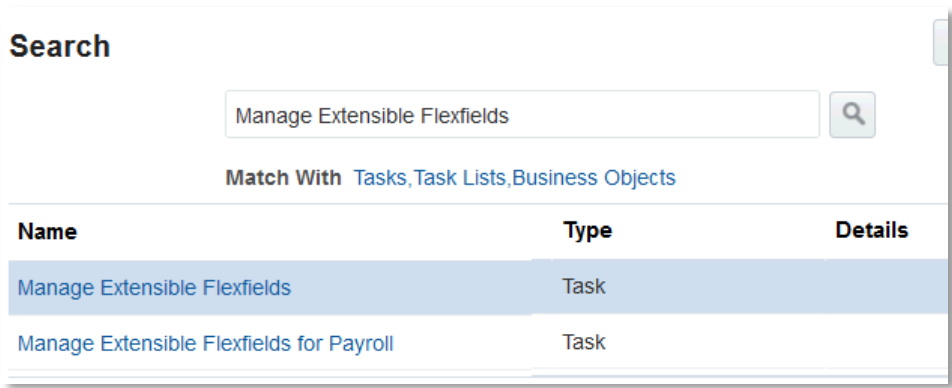 Search
Manage Extensible Flexfields
Match With Tasks,Task Lists,Business Objects
Name Type Details
Manage Extensible Flexfields Task
Manage Extensible Flexfields for Payroll Task